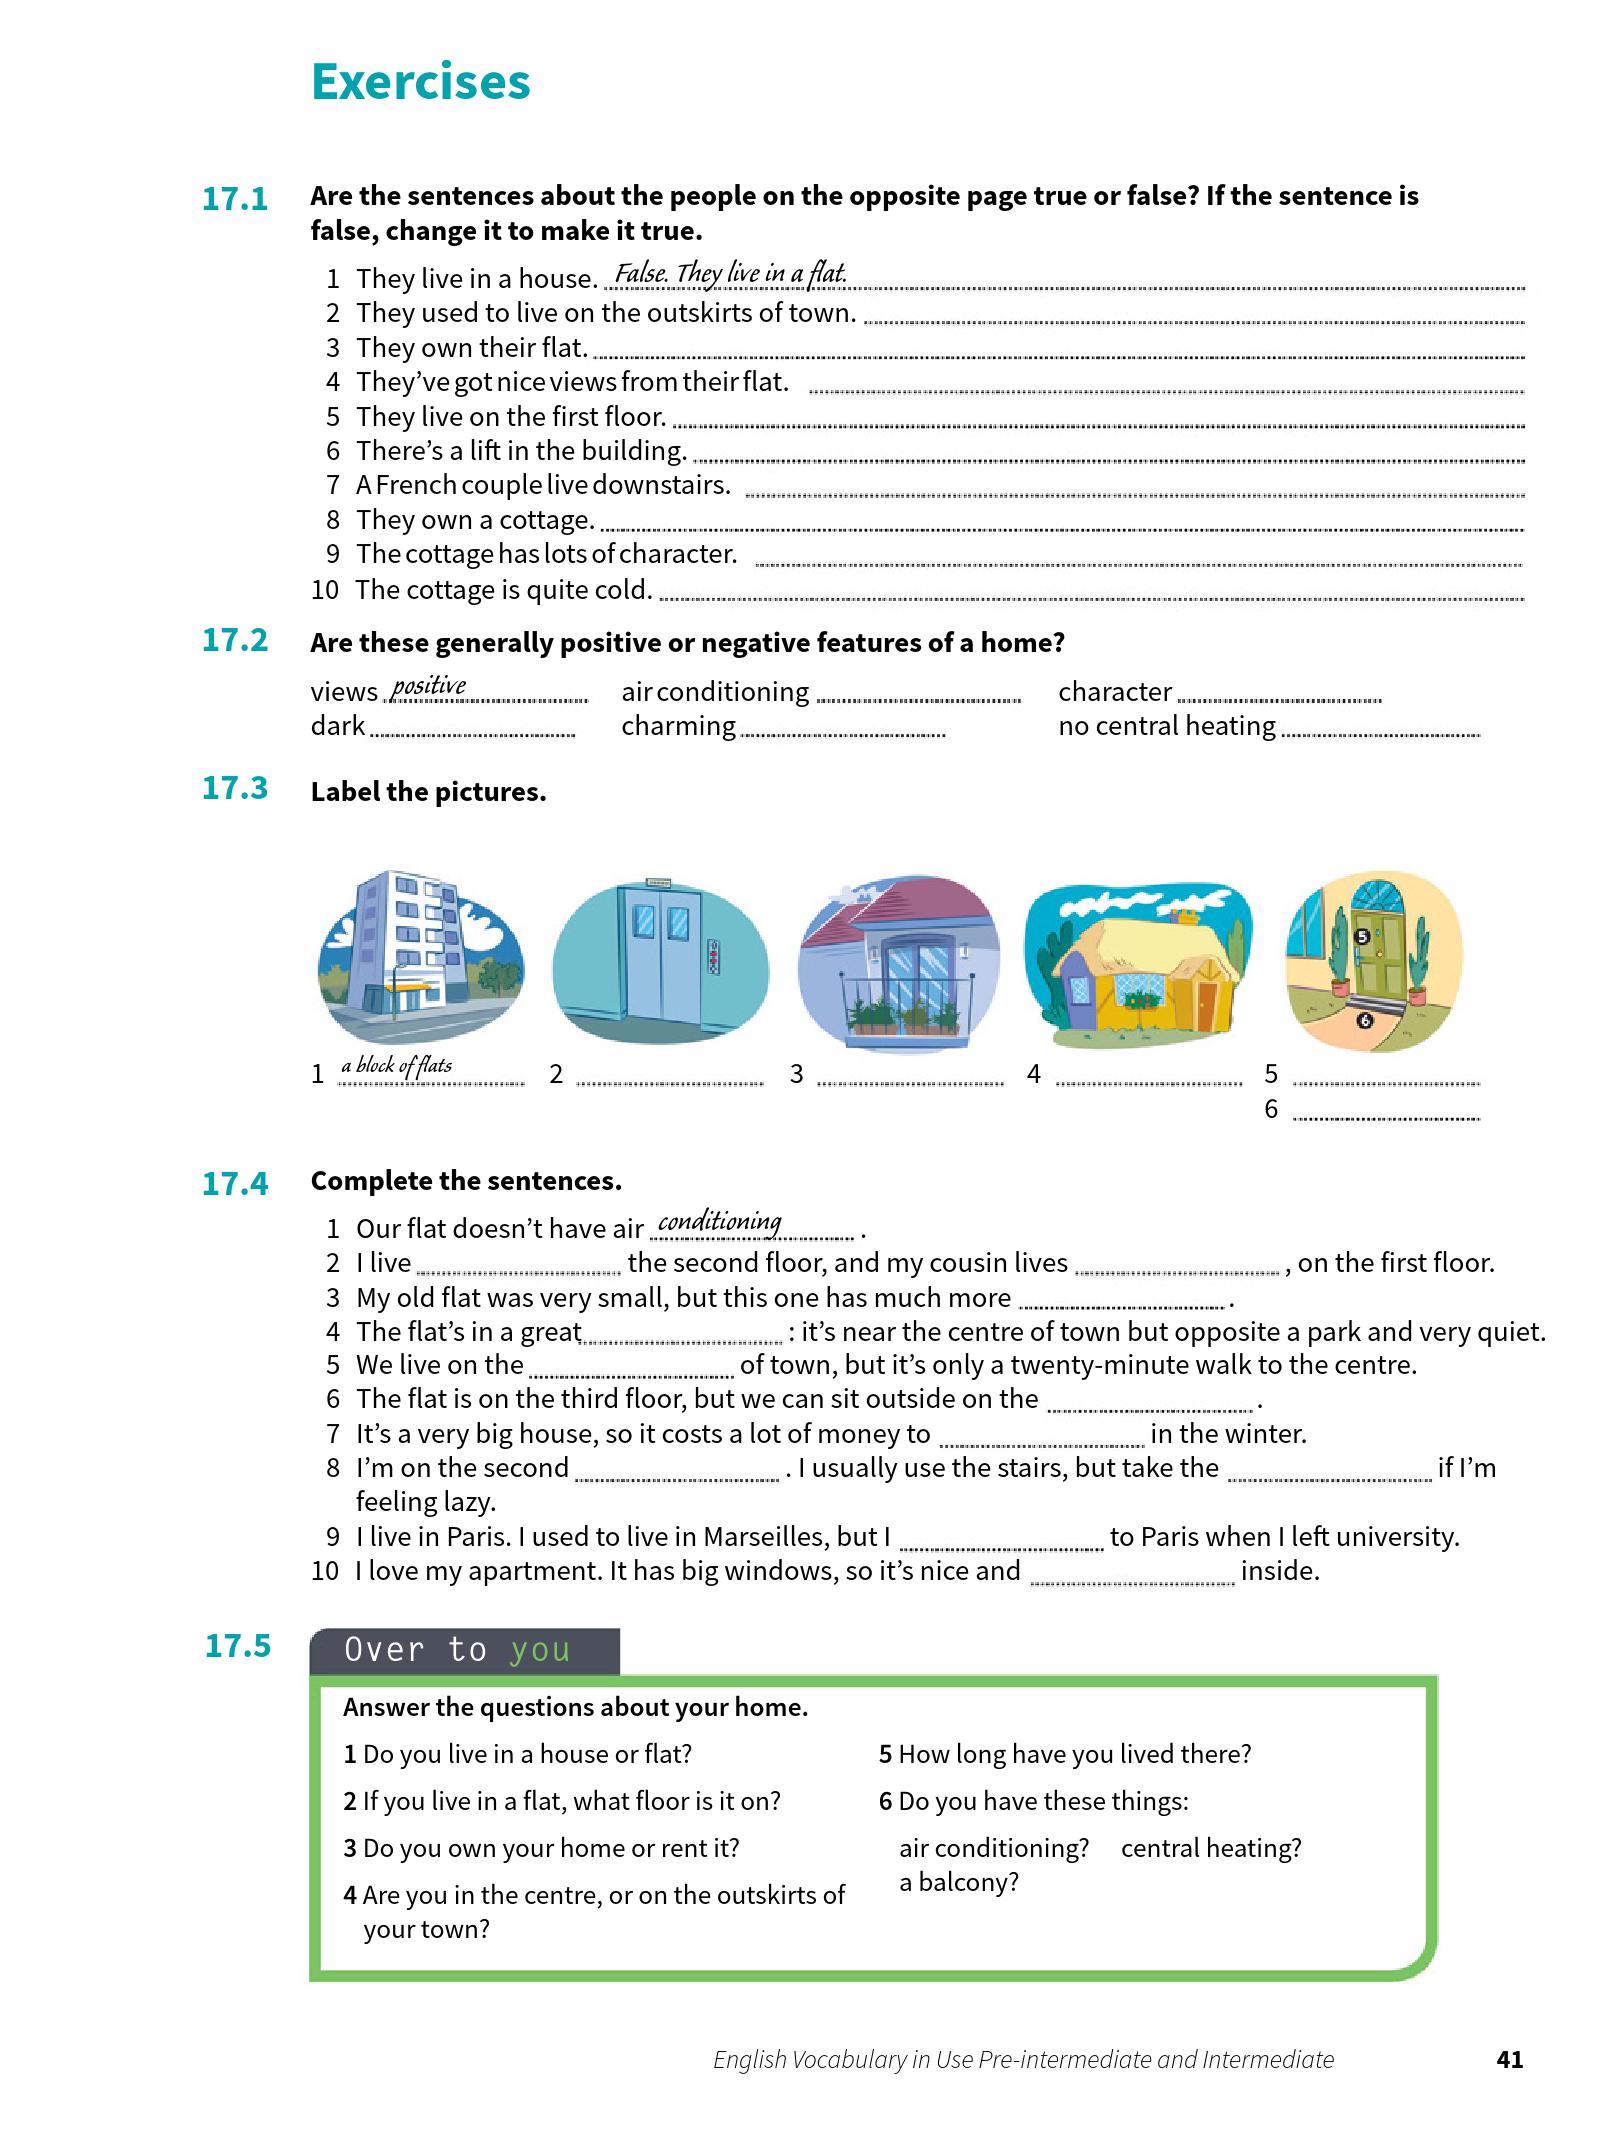 Exercises
17.1 Are the sentences about the people on the opposite page true or false? If the sentence is
false, change it to make it true.
1 They live in a house. False. They live in a flat.
2 They used to live on the outskirts of town.
3 They own their flat.
4 They've got nice views from their flat.
5 They live on the first floor.
6 There's a lift in the building.
7 A French couple live downstairs.
8 They own a cottage.
9 The cottage has lots of character.
10 The cottage is quite cold.
17.2 Are these generally positive or negative features of a home?
views positive air conditioning character
dark charming no central heating
17.3 Label the pictures.
5
6
1 a block of flats 2 3 4 5
6
17.4 Complete the sentences.
1 Our flat doesn't have air conditioning .
2 I live the second floor, and my cousin lives , on the first floor.
3 My old flat was very small, but this one has much more .
4 The flat's in a great : it's near the centre of town but opposite a park and very quiet.
5 We live on the of town, but it's only a twenty-minute walk to the centre.
6 The flat is on the third floor, but we can sit outside on the .
7 It's a very big house, so it costs a lot of money to in the winter.
8 I'm on the second . I usually use the stairs, but take the if I'm
feeling lazy.
9 I live in Paris. I used to live in Marseilles, but I to Paris when I left university.
10 I love my apartment. It has big windows, so it's nice and inside.
17.5 Over to you
Answer the questions about your home.
1 Do you live in a house or flat?
2 If you live in a flat, what floor is it on?
3 Do you own your home or rent it?
4 Are you in the centre, or on the outskirts of
your town?
5 How long have you lived there?
6 Do you have these things:
air conditioning? central heating?
a balcony?
English Vocabulary in Use Pre-intermediate and Intermediate 41